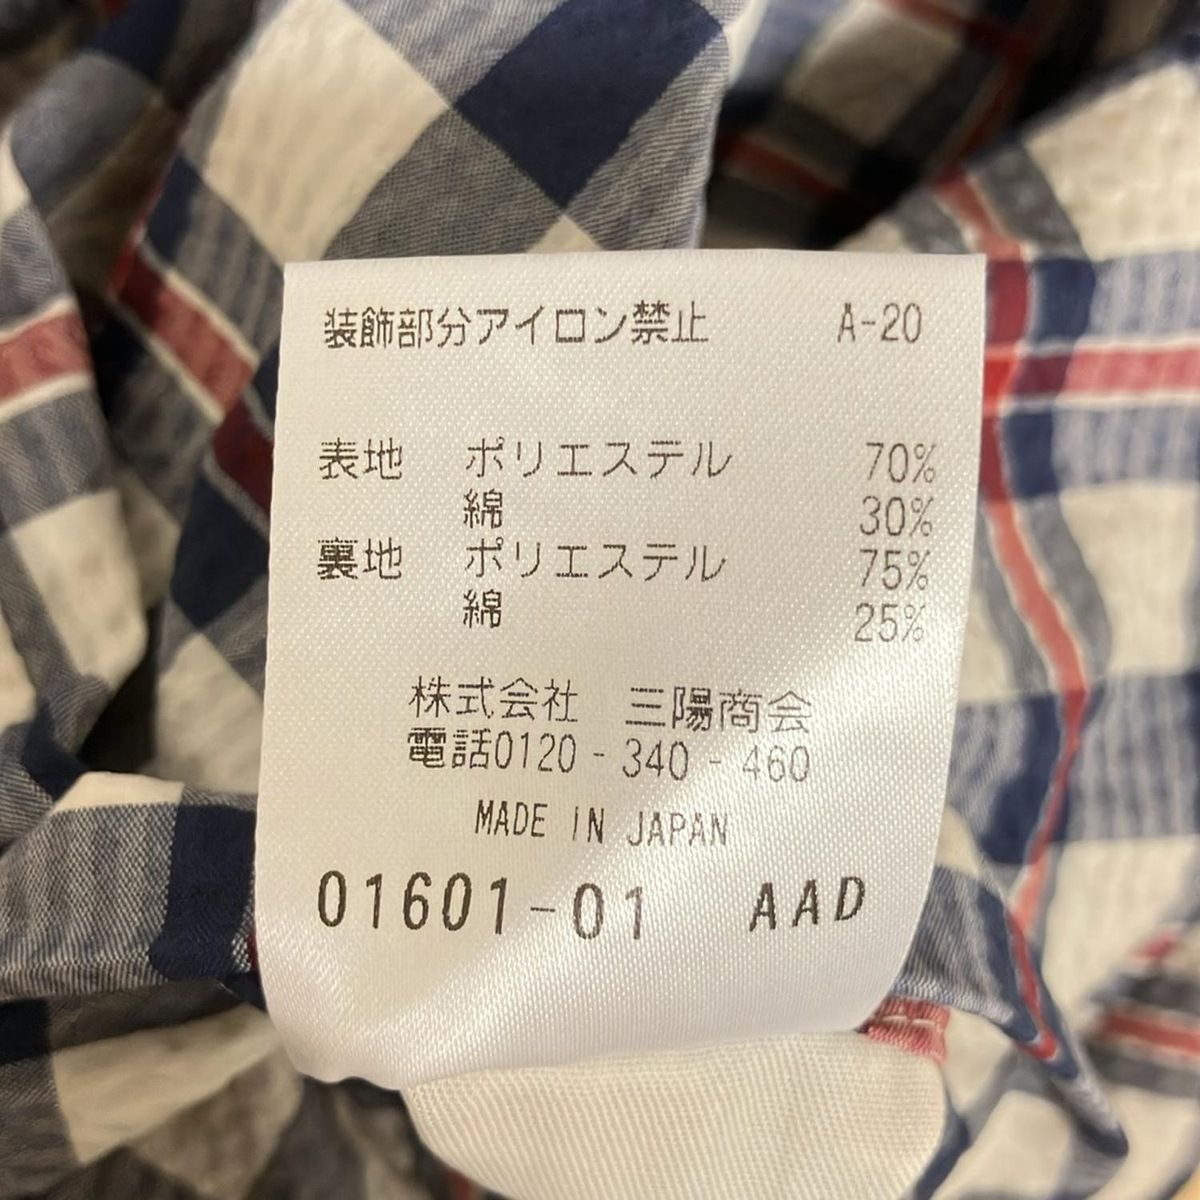 装飾部分アイロン禁止 A-20
表地 ポリエステル 70%
綿 30%
裏地 ポリエステル 75%
綿 25%
株式会社 三陽商会
電話0120-340-460
MADE IN JAPAN
01601-01 AAD